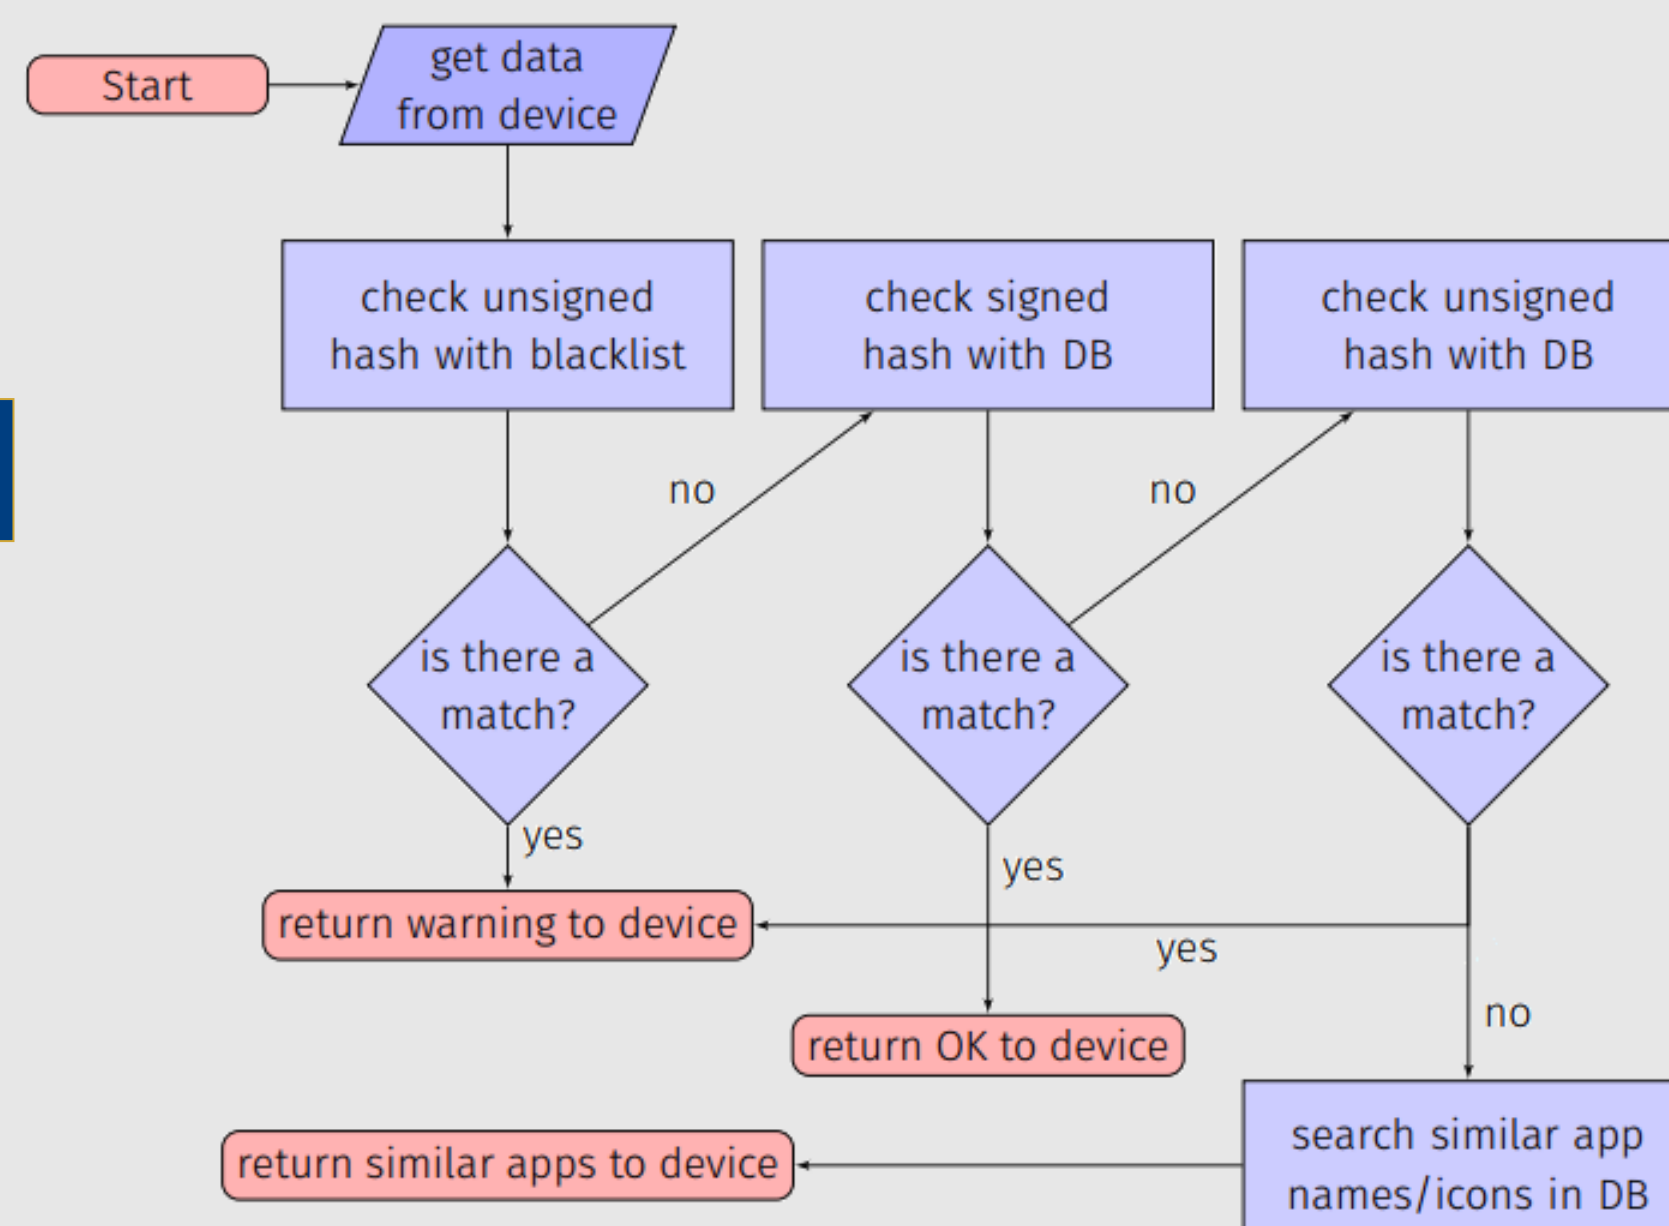 Start
get data
from device
check unsigned
hash with blacklist
check signed
hash with DB
check unsigned
hash with DB
no
no
is there a
match?
is there a
match?
is there a
match?
yes
yes
return warning to device
yes
no
return OK to device
search similar app
names/icons in DB
return similar apps to device